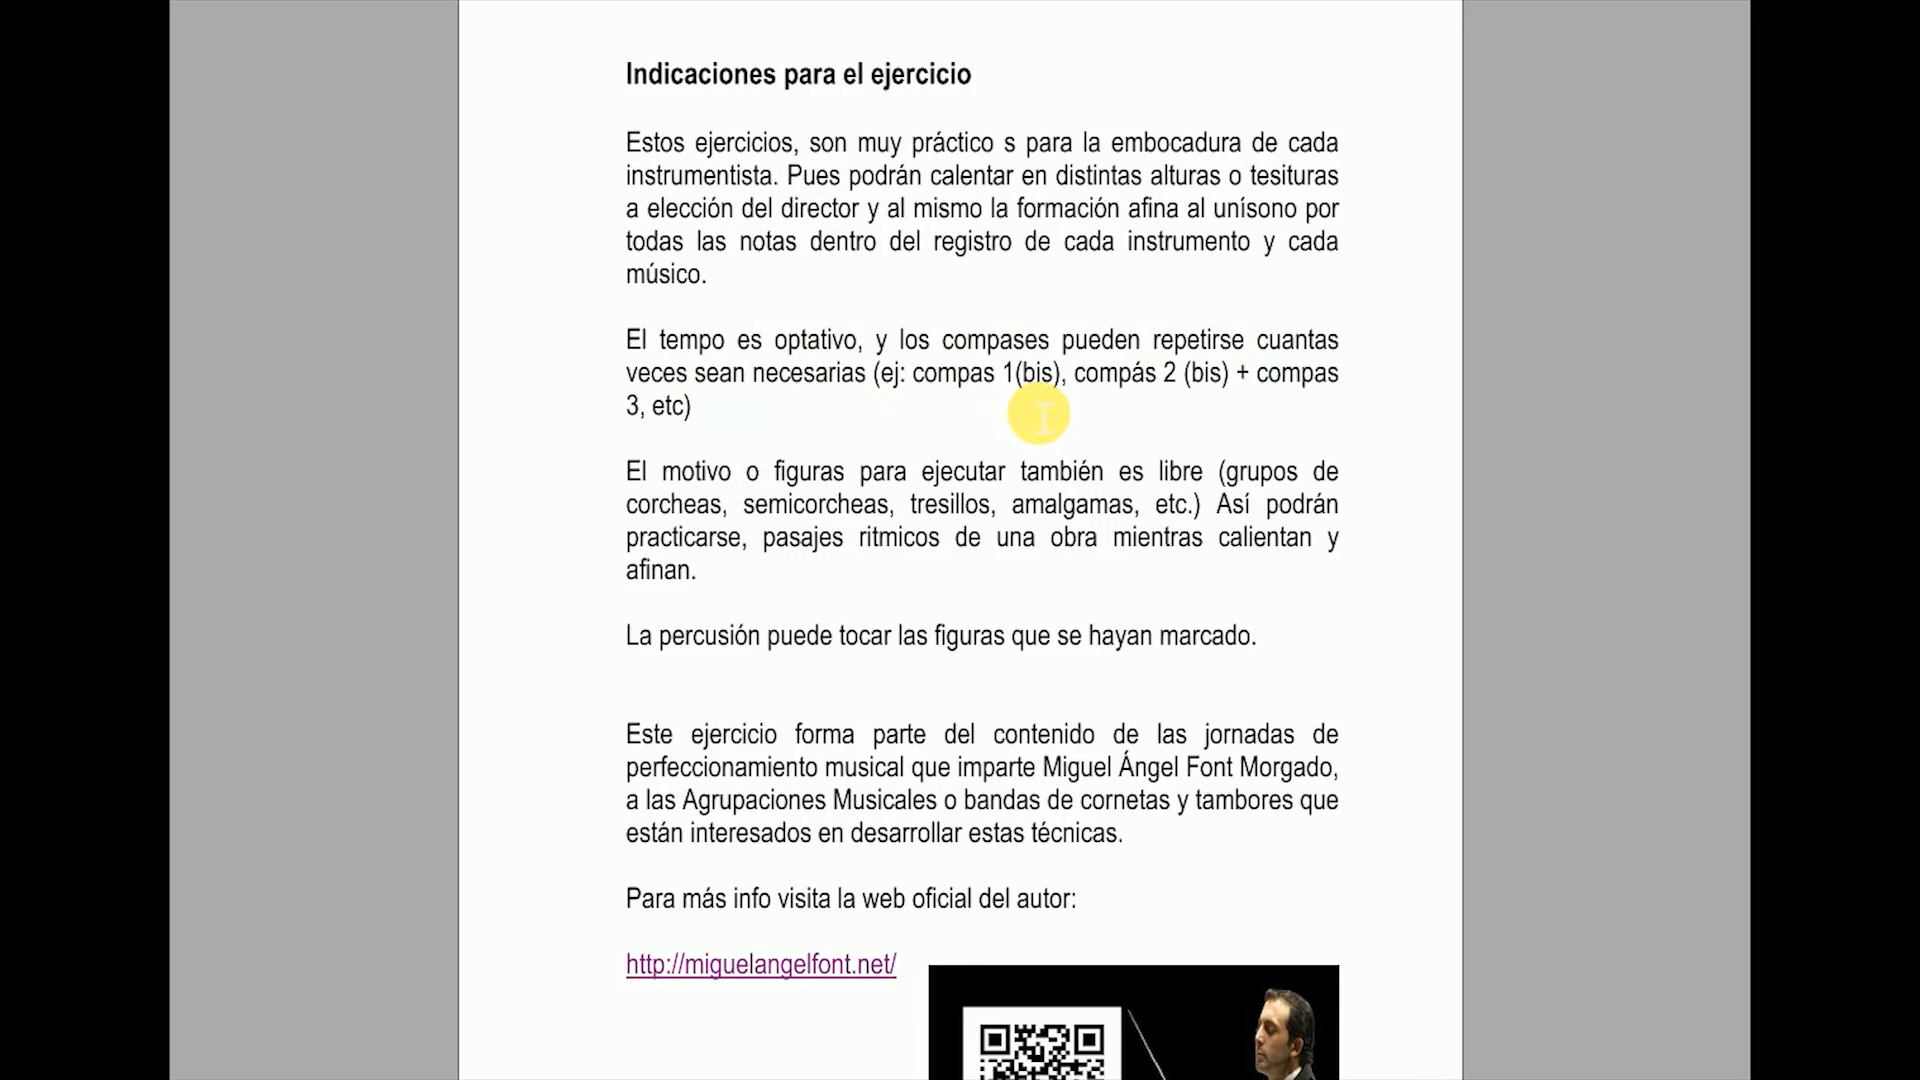 Indicaciones para el ejercicio
Estos ejercicios, son muy práctico s para la embocadura de cada
instrumentista. Pues podrán calentar en distintas alturas o tesituras
a elección del director y al mismo la formación afina al unísono por
todas las notas dentro del registro de cada instrumento y cada
músico.
El tempo es optativo, y los compases pueden repetirse cuantas
veces sean necesarias (ej: compas 1(bis), compás 2 (bis) + compas
3, etc)
El motivo o figuras para ejecutar también es libre (grupos de
corcheas, semicorcheas, tresillos, amalgamas, etc.) Así podrán
practicarse, pasajes ritmicos de una obra mientras calientan y
afinan.
La percusión puede tocar las figuras que se hayan marcado.
Este ejercicio forma parte del contenido de las jornadas de
perfeccionamiento musical que imparte Miguel Ángel Font Morgado,
a las Agrupaciones Musicales o bandas de cornetas y tambores que
están interesados en desarrollar estas técnicas.
Para más info visita la web oficial del autor:
http://miguelangelfont.net/